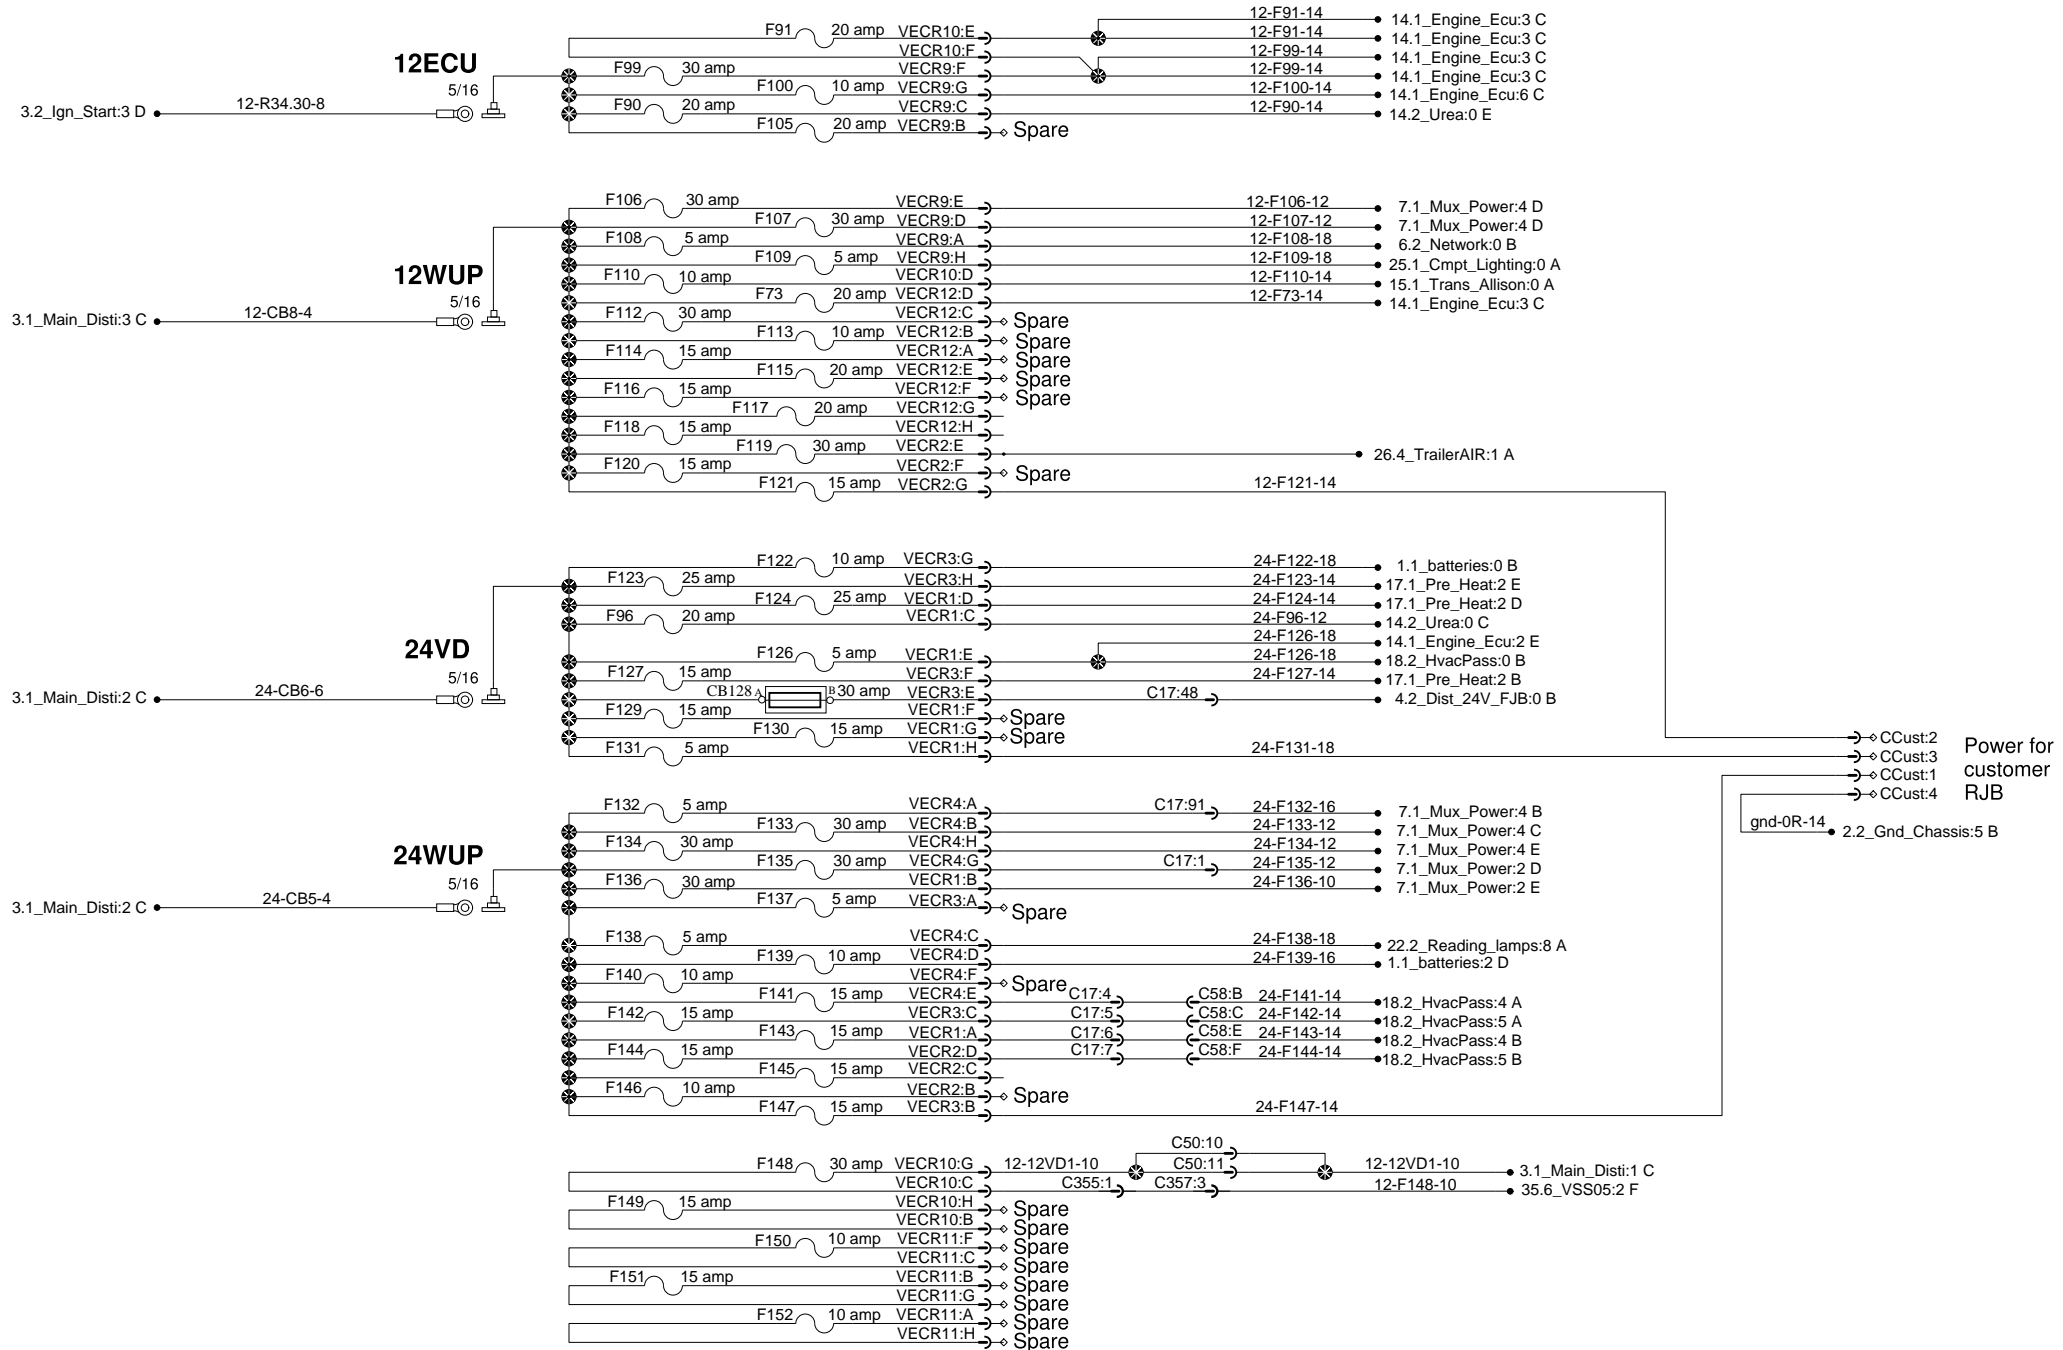 12-F91-14
14.1_Engine_Ecu:3 C
F91 20 amp VECR10:E 12-F91-14 14.1_Engine_Ecu:3 C
VECR10:F 12-F99-14 14.1_Engine_Ecu:3 C
12ECU
F99 30 amp VECR9:F 12-F99-14 14.1_Engine_Ecu:3 C
5/16
F100 10 amp VECR9:G 12-F100-14 14.1_Engine_Ecu:6 C
3.2_Ign_Start:3 D 12-R34.30-8
F90 20 amp VECR9:C 12-F90-14 14.2_Urea:0 E
F105 20 amp VECR9:B Spare
F106 30 amp VECR9:E 12-F106-12 7.1_Mux_Power:4 D
F107 30 amp VECR9:D 12-F107-12 7.1_Mux_Power:4 D
F108 5 amp VECR9:A 12-F108-18 6.2_Network:0 B
F109 5 amp VECR9:H 12-F109-18 25.1_Cmpt_Lighting:0 A
12WUP
F110 10 amp VECR10:D 12-F110-14 15.1_Trans_Allison:0 A
5/16
F73 20 amp VECR12:D 12-F73-14 14.1_Engine_Ecu:3 C
3.1_Main_Disti:3 C 12-CB8-4
F112 30 amp VECR12:C Spare
F113 10 amp VECR12:B Spare
F114 15 amp VECR12:A Spare
F115 20 amp VECR12:E Spare
F116 15 amp VECR12:F Spare
F117 20 amp VECR12:G
F118 15 amp VECR12:H
F119 30 amp VECR2:E 26.4_TrailerAIR:1 A
F120 15 amp VECR2:F Spare
F121 15 amp VECR2:G 12-F121-14
F122 10 amp VECR3:G 24-F122-18 1.1_batteries:0 B
F123 25 amp VECR3:H 24-F123-14 17.1_Pre_Heat:2 E
F124 25 amp VECR1:D 24-F124-14 17.1_Pre_Heat:2 D
F96 20 amp VECR1:C 24-F96-12 14.2_Urea:0 C
24-F126-18 14.1_Engine_Ecu:2 E
24VD
F126 5 amp VECR1:E 24-F126-18 18.2_HvacPass:0 B
5/16
F127 15 amp VECR3:F 24-F127-14 17.1_Pre_Heat:2 B
3.1_Main_Disti:2 C 24-CB6-6
CB128 A B 30 amp VECR3:E C17:48 4.2_Dist_24V_FJB:0 B
F129 15 amp VECR1:F Spare
F130 15 amp VECR1:G Spare
F131 5 amp VECR1:H 24-F131-18
CCust:2
CCust:3
CCust:1
CCust:4
Power for
customer
RJB
gnd-0R-14 2.2_Gnd_Chassis:5 B
F132 5 amp VECR4:A C17:91 24-F132-16 7.1_Mux_Power:4 B
F133 30 amp VECR4:B 24-F133-12 7.1_Mux_Power:4 C
F134 30 amp VECR4:H 24-F134-12 7.1_Mux_Power:4 E
24WUP
F135 30 amp VECR4:G C17:1 24-F135-12 7.1_Mux_Power:2 D
5/16
F136 30 amp VECR1:B 24-F136-10 7.1_Mux_Power:2 E
3.1_Main_Disti:2 C 24-CB5-4
F137 5 amp VECR3:A Spare
F138 5 amp VECR4:C 24-F138-18 22.2_Reading_lamps:8 A
F139 10 amp VECR4:D 24-F139-16 1.1_batteries:2 D
F140 10 amp VECR4:F Spare
F141 15 amp VECR4:E C17:4 C58:B 24-F141-14 18.2_HvacPass:4 A
F142 15 amp VECR3:C C17:5 C58:C 24-F142-14 18.2_HvacPass:5 A
F143 15 amp VECR1:A C17:6 C58:E 24-F143-14 18.2_HvacPass:4 B
F144 15 amp VECR2:D C17:7 C58:F 24-F144-14 18.2_HvacPass:5 B
F145 15 amp VECR2:C
F146 10 amp VECR2:B Spare
F147 15 amp VECR3:B 24-F147-14
C50:10
F148 30 amp VECR10:G 12-12VD1-10 C50:11 12-12VD1-10 3.1_Main_Disti:1 C
VECR10:C C355:1 C357:3 12-F148-10 35.6_VSS05:2 F
F149 15 amp VECR10:H Spare
VECR10:B Spare
F150 10 amp VECR11:F Spare
VECR11:C Spare
F151 15 amp VECR11:B Spare
VECR11:G Spare
F152 10 amp VECR11:A Spare
VECR11:H Spare